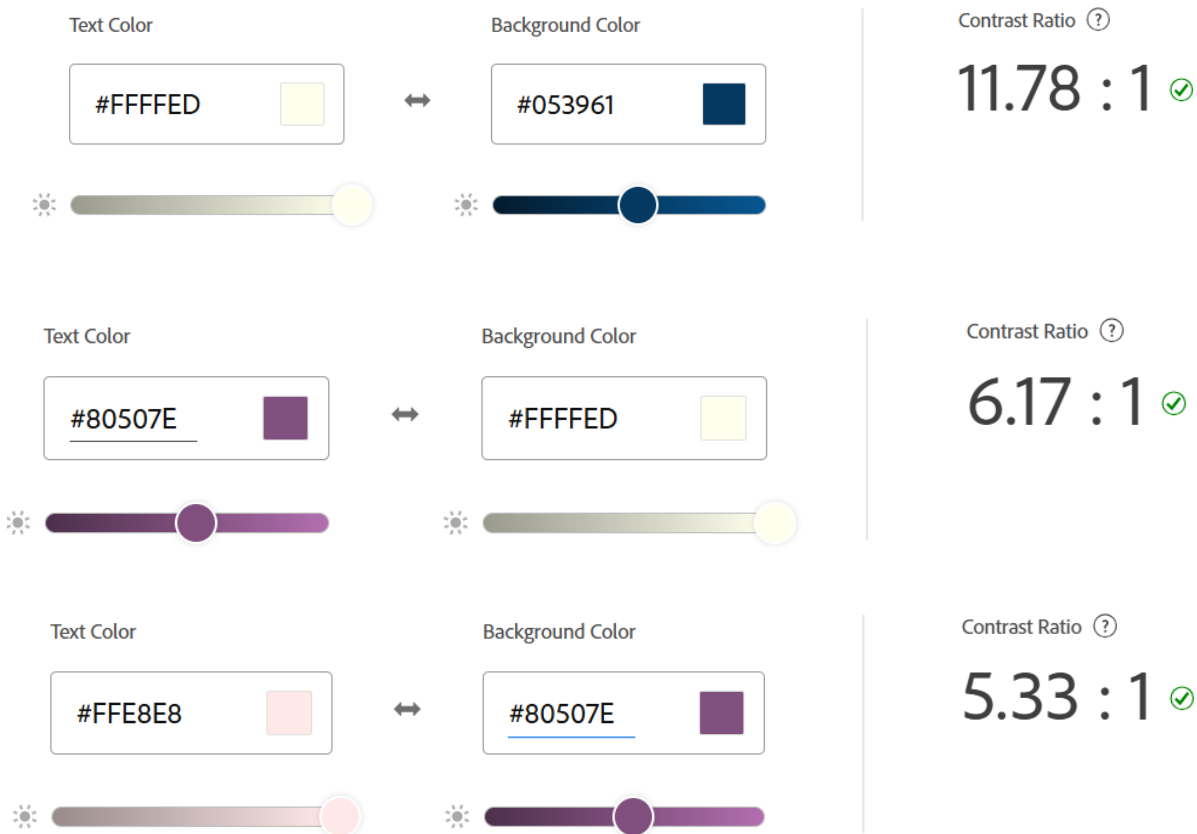 Text Color
Background Color
Contrast Ratio ?
#FFFFED
#053961
11.78 : 1
Text Color
Background Color
Contrast Ratio ?
#80507E
#FFFFED
6.17 : 1
Text Color
Background Color
Contrast Ratio ?
#FFE8E8
#80507E
5.33 : 1